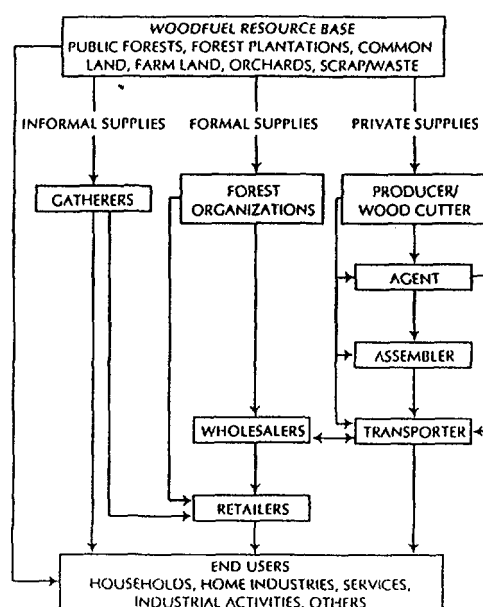 WOODFUEL RESOURCE BASE
PUBLIC FORESTS, FOREST PLANTATIONS, COMMON
LAND, FARM LAND, ORCHARDS, SCRAP/WASTE
INFORMAL SUPPLIES
FORMAL SUPPLIES
PRIVATE SUPPLIES
GATHERERS
FOREST
ORGANIZATIONS
PRODUCER/
WOOD CUTTER
AGENT
ASSEMBLER
WHOLESALERS
TRANSPORTER
RETAILERS
END USERS
HOUSEHOLDS, HOME INDUSTRIES, SERVICES,
INDUSTRIAL ACTIVITIES, OTHERS